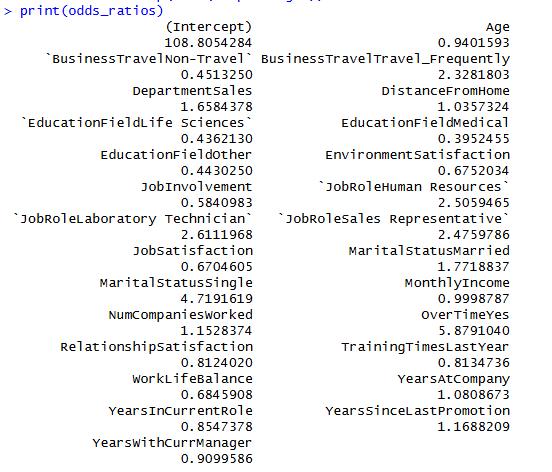 > print(odds_ratios)
(Intercept) Age
108.8054284 0.9401593
`BusinessTravelNon-Travel` BusinessTravelTravel_Frequently
0.4513250 2.3281803
DepartmentSales DistanceFromHome
1.6584378 1.0357324
`EducationFieldLife Sciences` EducationFieldMedical
0.4362130 0.3952455
EducationFieldOther EnvironmentSatisfaction
0.4430250 0.6752034
JobInvolvement `JobRoleHuman Resources`
0.5840983 2.5059465
`JobRoleLaboratory Technician` `JobRoleSales Representative`
2.6111968 2.4759786
JobSatisfaction MaritalStatusMarried
0.6704605 1.7718837
MaritalStatusSingle MonthlyIncome
4.7191619 0.9998787
NumCompaniesWorked OverTimeYes
1.1528374 5.8791040
RelationshipSatisfaction TrainingTimesLastYear
0.8124020 0.8134736
WorkLifeBalance YearsAtCompany
0.6845908 1.0808673
YearsInCurrentRole YearsSinceLastPromotion
0.8547378 1.1688209
YearsWithCurrManager
0.9099586